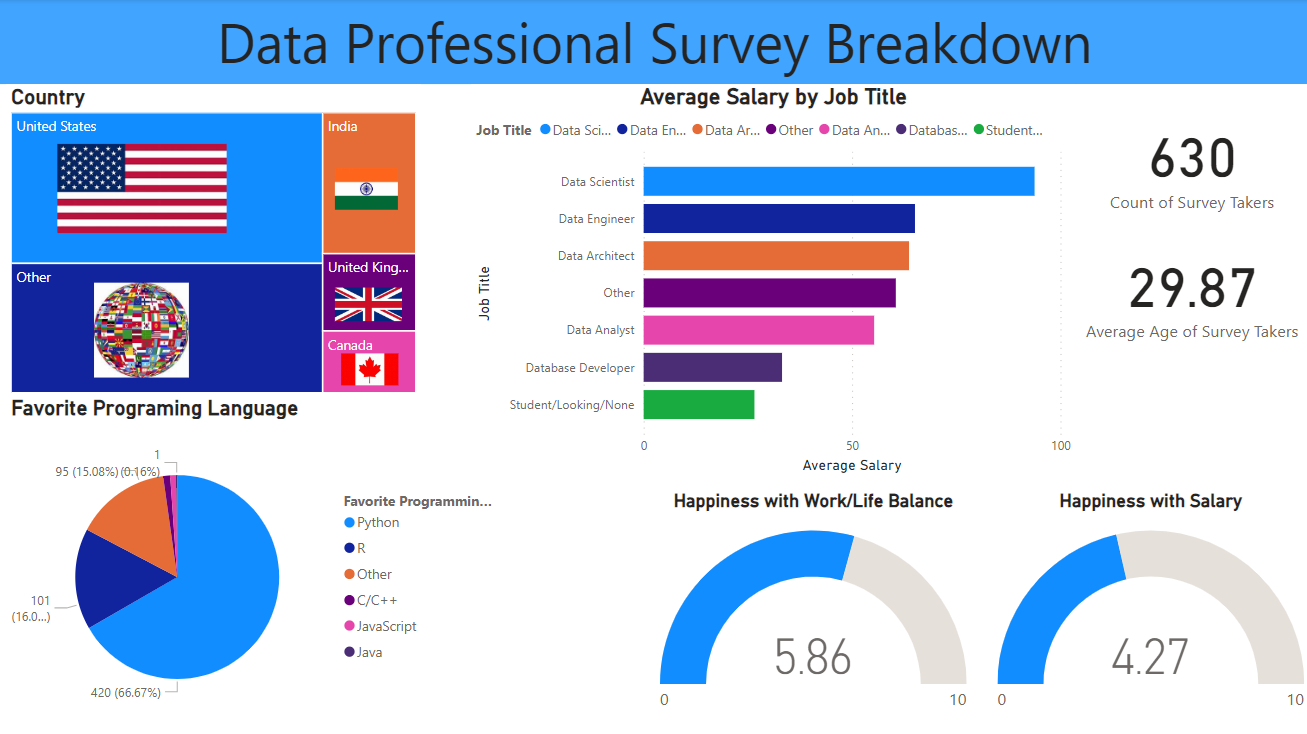 Data Professional Survey Breakdown
Country
United States
India
Other
United King...
Canada
Average Salary by Job Title
Job Title
Data Sci...
Data En...
Data Ar...
Other
Data An...
Databas...
Student...
Job Title
Data Scientist
Data Engineer
Data Architect
Other
Data Analyst
Database Developer
Student/Looking/None
0
50
100
Average Salary
630
Count of Survey Takers
29.87
Average Age of Survey Takers
Favorite Programing Language
1
(0.16%)
95 (15.08%)
101
(16.0...)
420 (66.67%)
Favorite Programmin...
Python
R
Other
C/C++
JavaScript
Java
Happiness with Work/Life Balance
5.86
0
10
Happiness with Salary
4.27
0
10